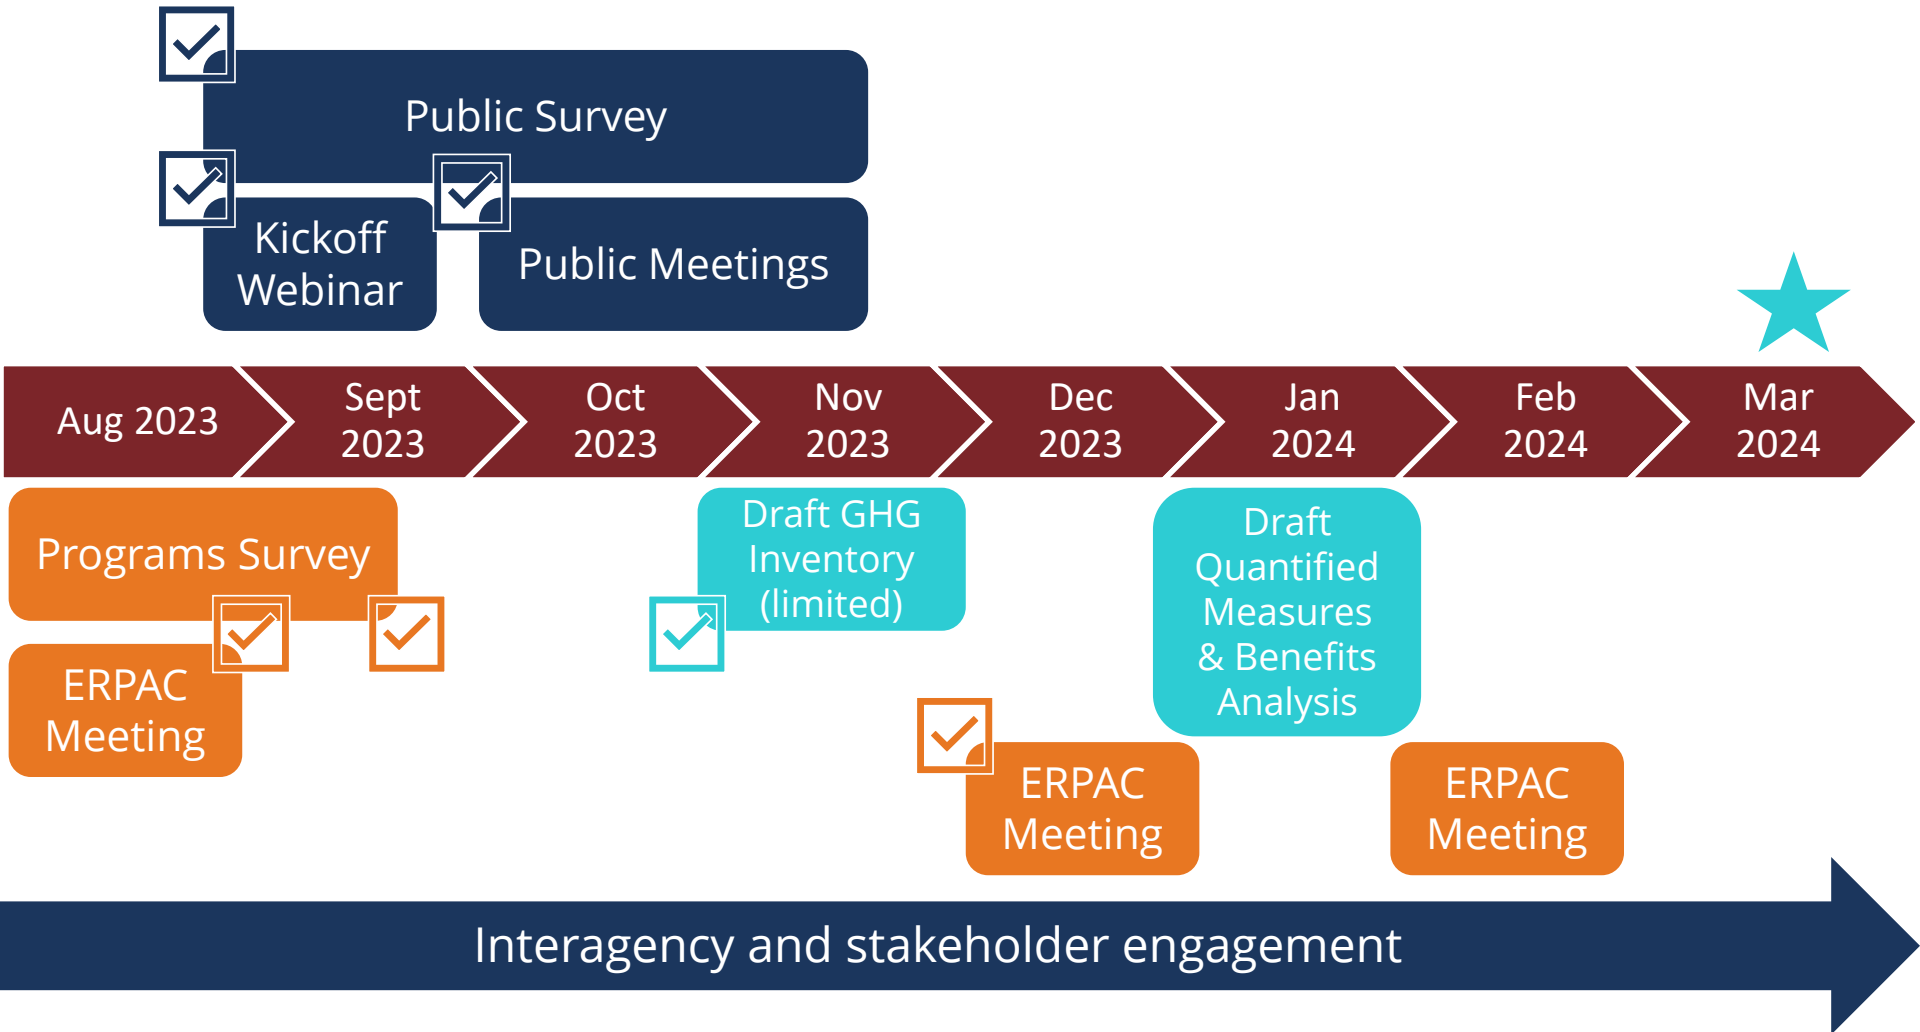 Public Survey
Kickoff
Webinar
Public Meetings
Aug 2023
Sept
2023
Oct
2023
Nov
2023
Dec
2023
Jan
2024
Feb
2024
Mar
2024
Programs Survey
ERPAC
Meeting
Draft GHG
Inventory
(limited)
Draft
Quantified
Measures
& Benefits
Analysis
ERPAC
Meeting
ERPAC
Meeting
Interagency and stakeholder engagement